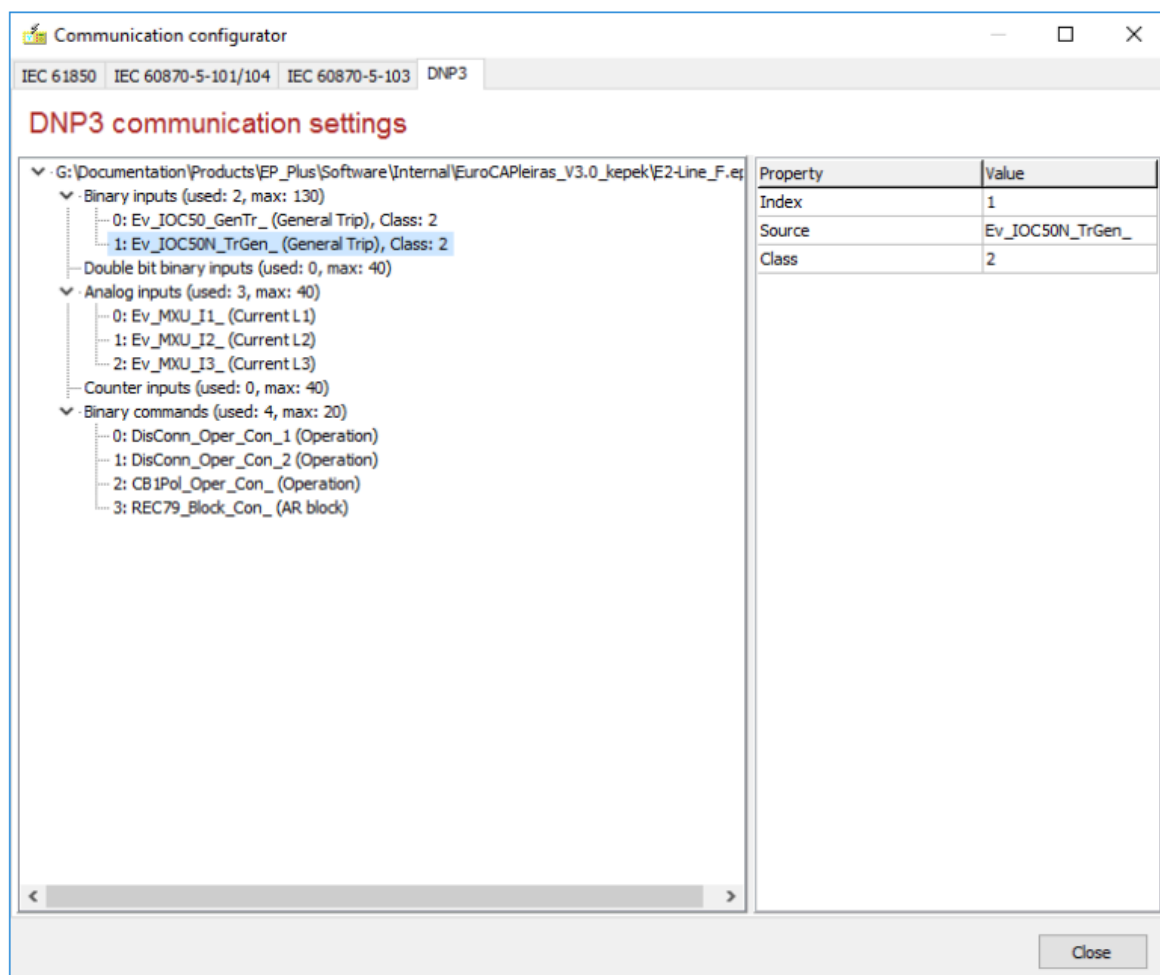 Communication configurator
IEC 61850 IEC 60870-5-101/104 IEC 60870-5-103 DNP3
DNP3 communication settings
G:\Documentation\Products\EP_Plus\Software\Internal\EuroCAPleiras_V3.0_kepek\E2-Line_F.ep
Binary inputs (used: 2, max: 130)
0: Ev_IOC50_GenTr_ (General Trip), Class: 2
1: Ev_IOC50N_TrGen_ (General Trip), Class: 2
Double bit binary inputs (used: 0, max: 40)
Analog inputs (used: 3, max: 40)
0: Ev_MXU_I1_ (Current L1)
1: Ev_MXU_I2_ (Current L2)
2: Ev_MXU_I3_ (Current L3)
Counter inputs (used: 0, max: 40)
Binary commands (used: 4, max: 20)
0: DisConn_Oper_Con_1 (Operation)
1: DisConn_Oper_Con_2 (Operation)
2: CB1Pol_Oper_Con_ (Operation)
3: REC79_Block_Con_ (AR block)
Property Value
Index 1
Source Ev_IOC50N_TrGen_
Class 2
Close